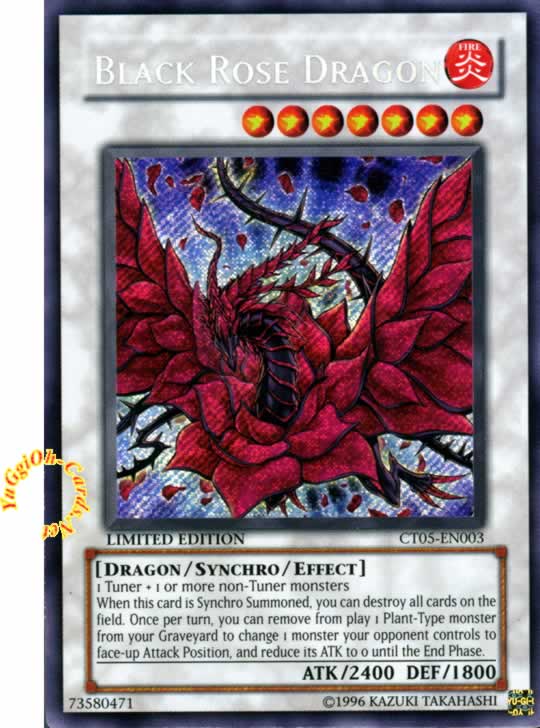 BLACK ROSE DRAGON
FIRE
炎
YuGgiOh-Cards.Net
LIMITED EDITION
CT05-EN003
[DRAGON/SYNCHRO/EFFECT]
1 Tuner + 1 or more non-Tuner monsters
When this card is Synchro Summoned, you can destroy all cards on the
field. Once per turn, you can remove from play 1 Plant-Type monster
from your Graveyard to change 1 monster your opponent controls to
face-up Attack Position, and reduce its ATK to 0 until the End Phase.
ATK/2400 DEF/1800
73580471
©1996 KAZUKI TAKAHASHI